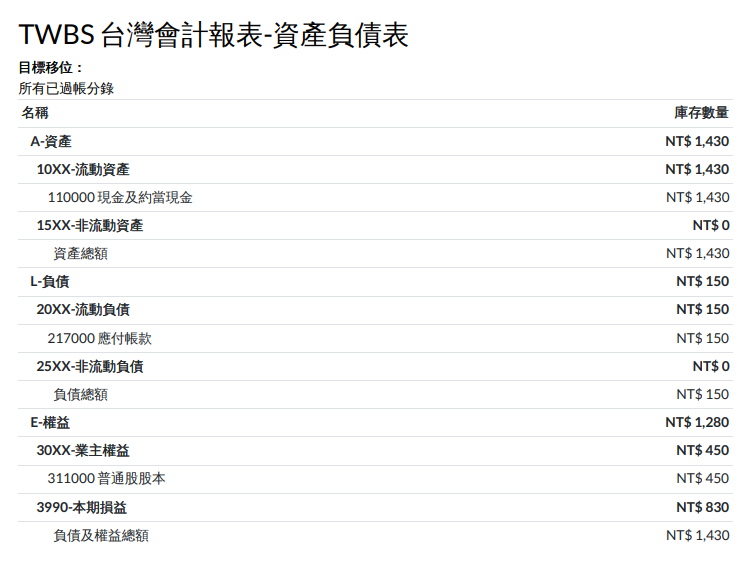 TWBS 台灣會計報表-資產負債表
目標移位：
所有已過帳分錄
名稱 庫存數量
A-資產 NT$ 1,430
10XX-流動資產 NT$ 1,430
110000 現金及約當現金 NT$ 1,430
15XX-非流動資產 NT$ 0
資產總額 NT$ 1,430
L-負債 NT$ 150
20XX-流動負債 NT$ 150
217000 應付帳款 NT$ 150
25XX-非流動負債 NT$ 0
負債總額 NT$ 150
E-權益 NT$ 1,280
30XX-業主權益 NT$ 450
311000 普通股股本 NT$ 450
3990-本期損益 NT$ 830
負債及權益總額 NT$ 1,430